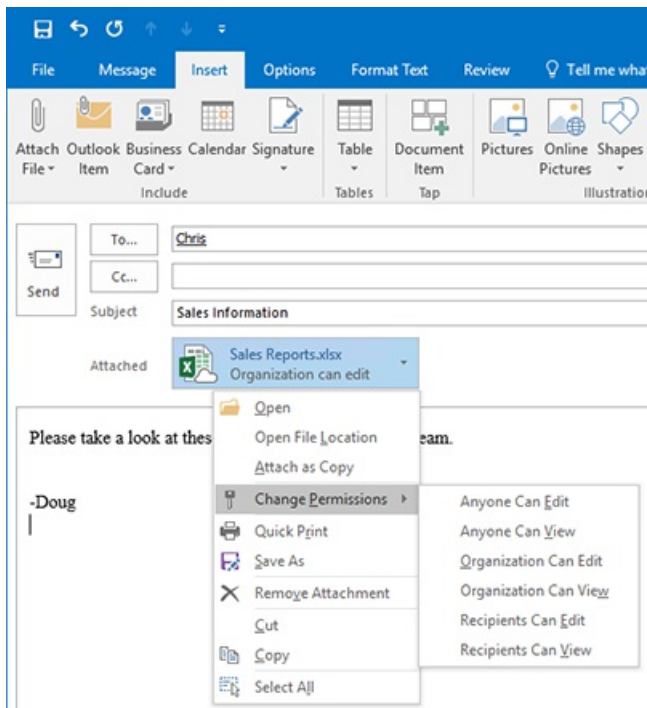 File Message Insert Options Format Text Review Tell me wha
Attach File Outlook Item Business Card Calendar Signature Table Document Item Pictures Online Pictures Shapes
Include Tables Tap Illustration
To... Chris
Cc...
Send
Subject Sales Information
Attached Sales Reports.xlsx
Organization can edit
Open
Please take a look at thes eam.
Open File Location
Attach as Copy
-Doug
Change Permissions
Anyone Can Edit
Quick Print
Anyone Can View
Save As
Organization Can Edit
Remove Attachment
Organization Can View
Cut
Recipients Can Edit
Copy
Recipients Can View
Select All